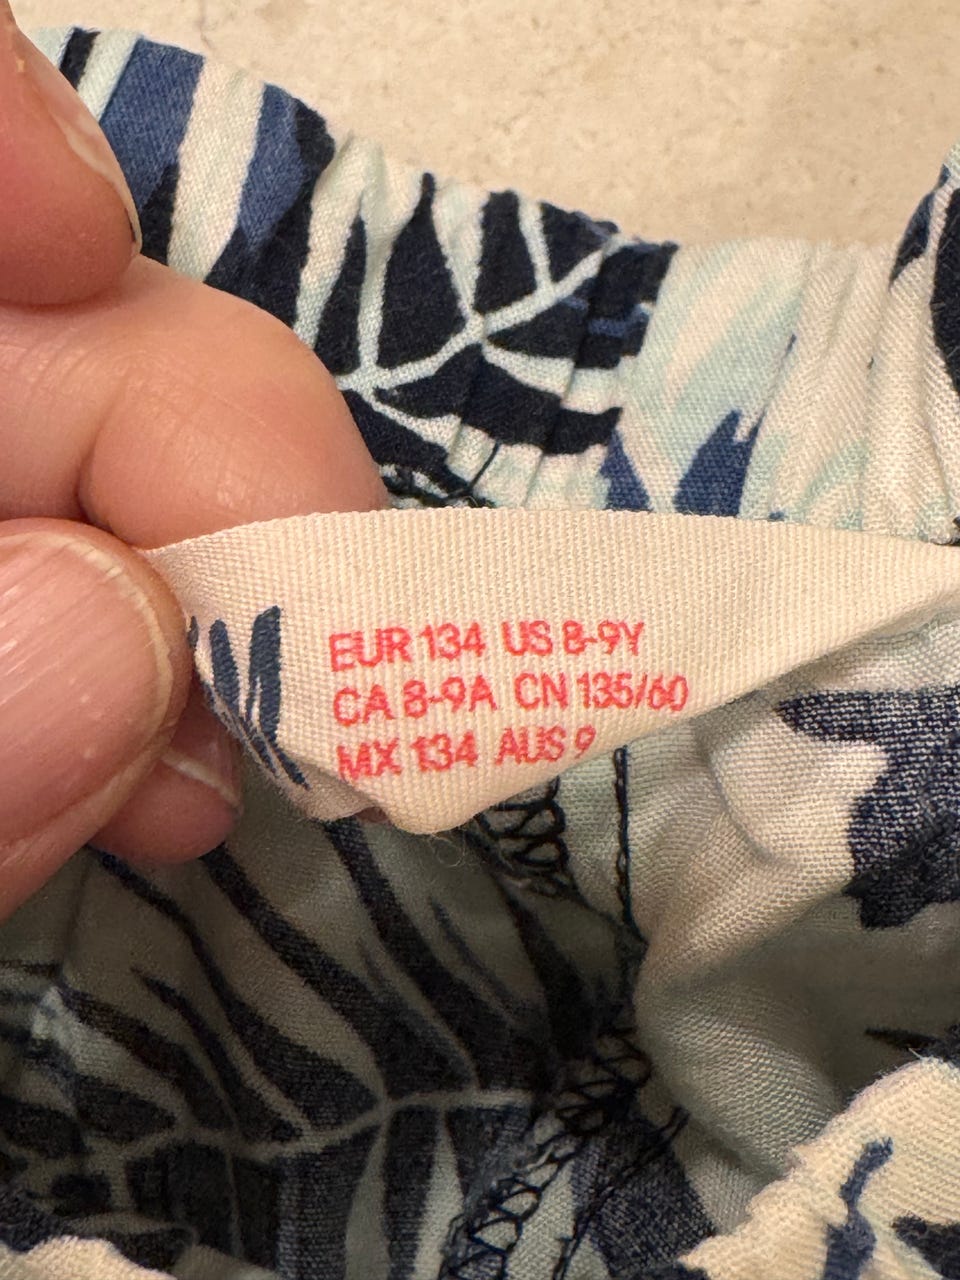 EUR 134 US 8-9Y
CA 8-9A CN 135/60
MX 134 AUS 9